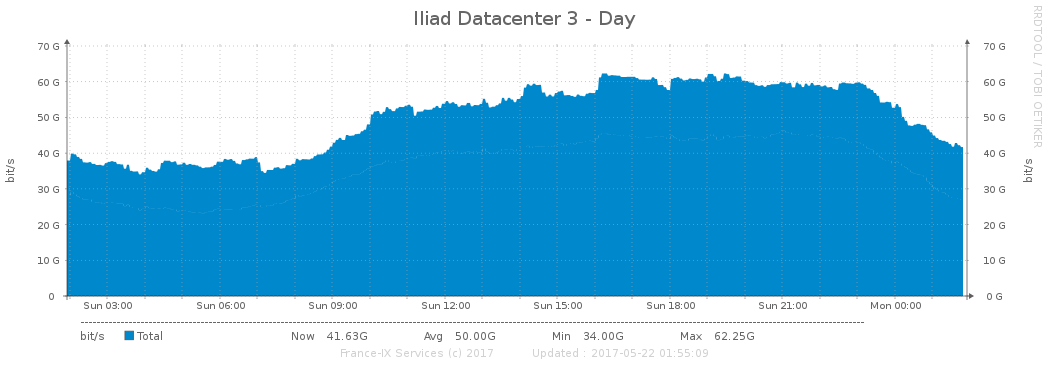 Iliad Datacenter 3 - Day
RRDTOOL / TOBI OETIKER
70 G 70 G
60 G 60 G
50 G 50 G
40 G 40 G
30 G 30 G
20 G 20 G
10 G 10 G
0 0 G
bit/s bit/s
Sun 03:00 Sun 06:00 Sun 09:00 Sun 12:00 Sun 15:00 Sun 18:00 Sun 21:00 Mon 00:00
bit/s Total Now 41.63G Avg 50.00G Min 34.00G Max 62.25G
France-IX Services (c) 2017 Updated : 2017-05-22 01:55:09